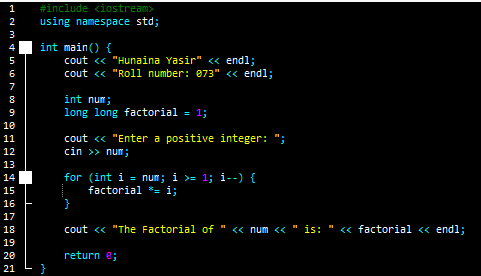 1 #include <iostream>
2 using namespace std;
3
4 int main() {
5 cout << "Hunaina Yasir" << endl;
6 cout << "Roll number: 073" << endl;
7
8 int num;
9 long long factorial = 1;
10
11 cout << "Enter a positive integer: ";
12 cin >> num;
13
14 for (int i = num; i >= 1; i--) {
15 factorial *= i;
16 }
17
18 cout << "The Factorial of " << num << " is: " << factorial << endl;
19
20 return 0;
21 }